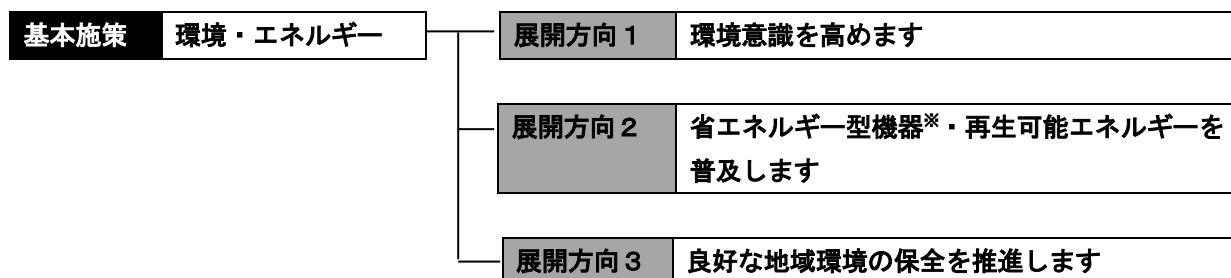 基本施策 環境・エネルギー
展開方向1 環境意識を高めます
展開方向2 省エネルギー型機器※・再生可能エネルギーを
普及します
展開方向3 良好な地域環境の保全を推進します